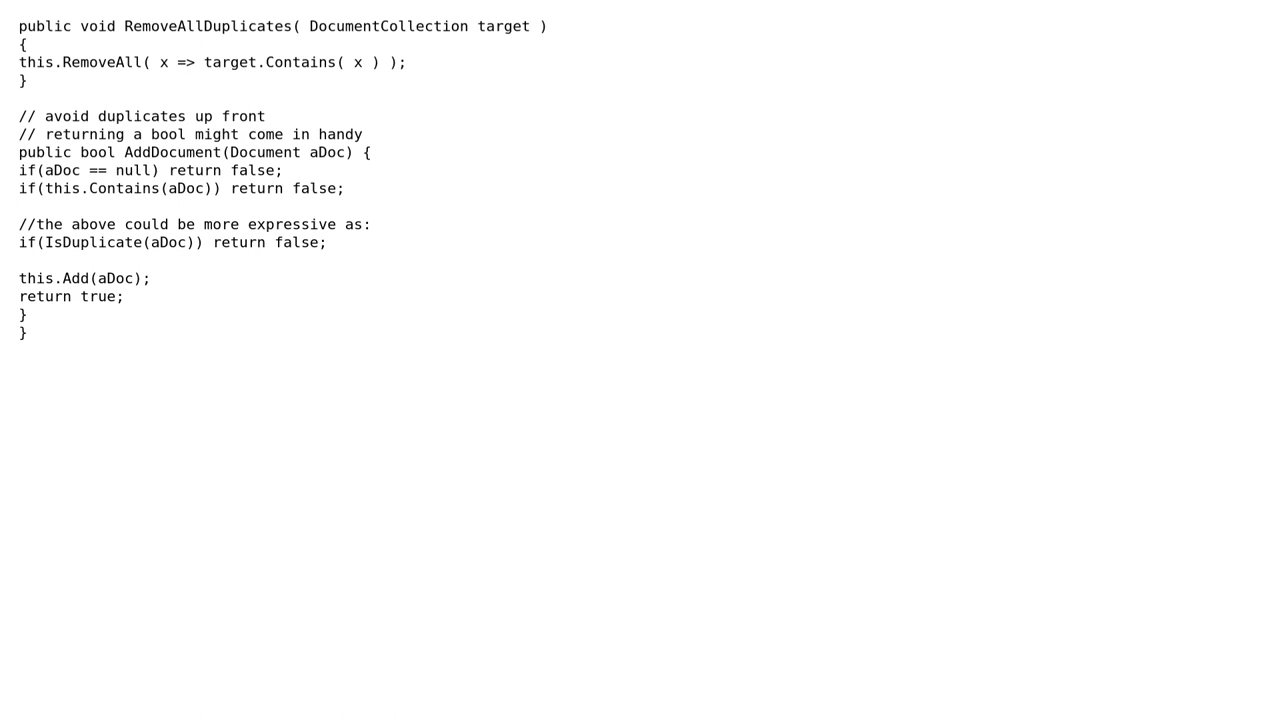 public void RemoveAllDuplicates( DocumentCollection target )
{
this.RemoveAll( x => target.Contains( x ) );
}

// avoid duplicates up front
// returning a bool might come in handy
public bool AddDocument(Document aDoc) {
if(aDoc == null) return false;
if(this.Contains(aDoc)) return false;

//the above could be more expressive as:
if(IsDuplicate(aDoc)) return false;

this.Add(aDoc);
return true;
}
}